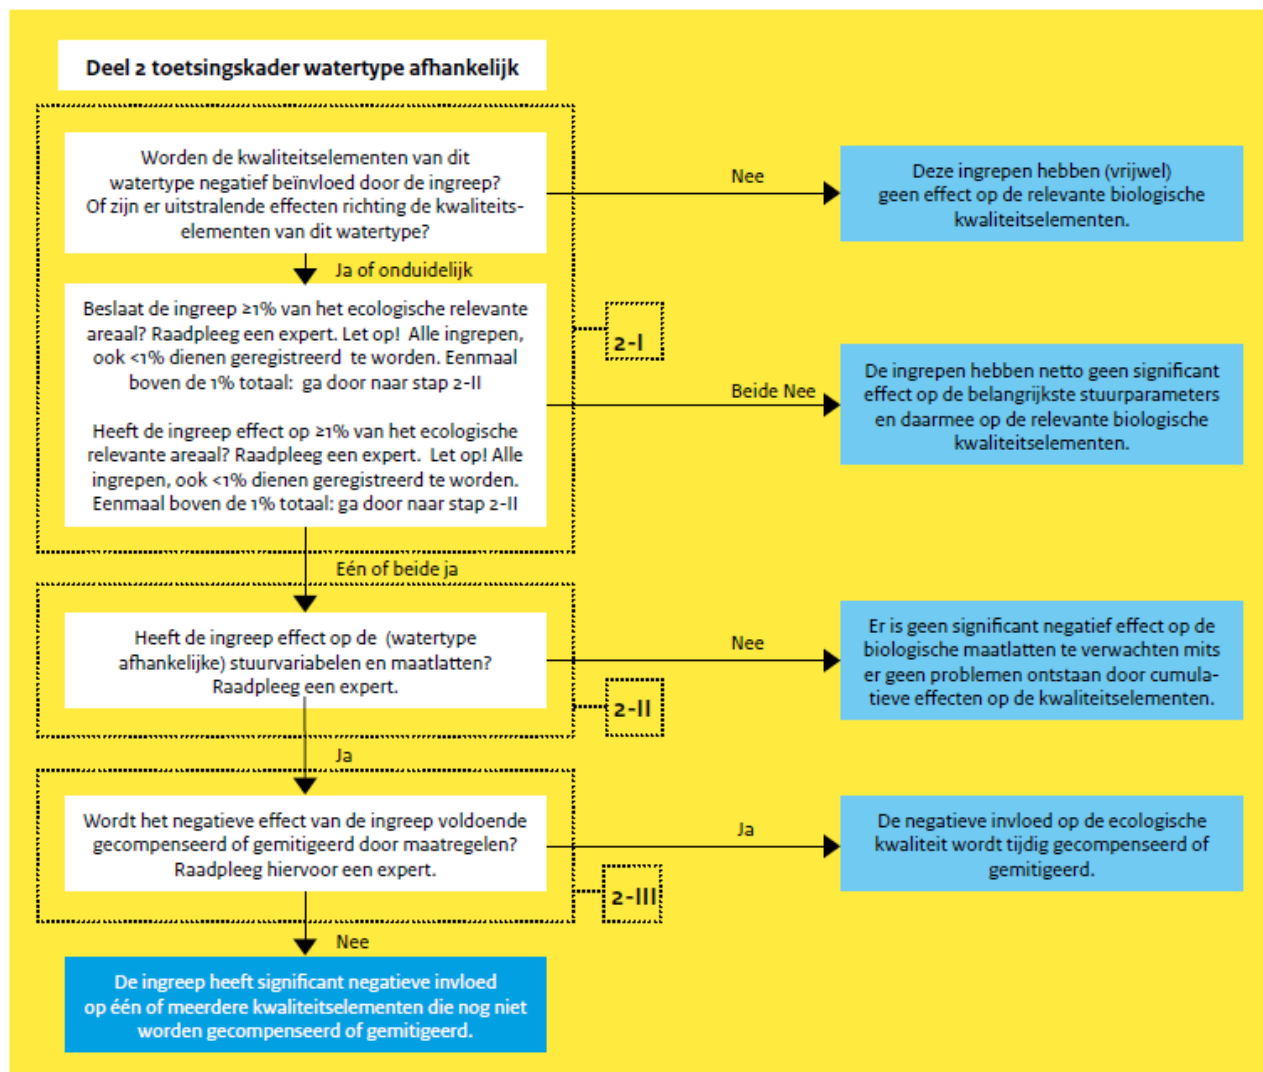 Deel 2 toetsingskader watertype afhankelijk
Worden de kwaliteitselementen van dit
watertype negatief beïnvloed door de ingreep?
Of zijn er uitstralende effecten richting de kwaliteits-
elementen van dit watertype?
Nee
Deze ingrepen hebben (vrijwel)
geen effect op de relevante biologische
kwaliteitselementen.
Ja of onduidelijk
Beslaat de ingreep ≥1% van het ecologische relevante
areaal? Raadpleeg een expert. Let op! Alle ingrepen,
ook <1% dienen geregistreerd te worden. Eenmaal
boven de 1% totaal: ga door naar stap 2-II
Heeft de ingreep effect op ≥1% van het ecologische
relevante areaal? Raadpleeg een expert. Let op! Alle
ingrepen, ook <1% dienen geregistreerd te worden.
Eenmaal boven de 1% totaal: ga door naar stap 2-II
2-I
Beide Nee
De ingrepen hebben netto geen significant
effect op de belangrijkste stuurparameters
en daarmee op de relevante biologische
kwaliteitselementen.
Eén of beide ja
Heeft de ingreep effect op de (watertype
afhankelijke) stuurvariabelen en maatlatten?
Raadpleeg een expert.
2-II
Nee
Er is geen significant negatief effect op de
biologische maatlatten te verwachten mits
er geen problemen ontstaan door cumula-
tieve effecten op de kwaliteitselementen.
Ja
Wordt het negatieve effect van de ingreep voldoende
gecompenseerd of gemitigeerd door maatregelen?
Raadpleeg hiervoor een expert.
2-III
Ja
De negatieve invloed op de ecologische
kwaliteit wordt tijdig gecompenseerd of
gemitigeerd.
Nee
De ingreep heeft significant negatieve invloed
op één of meerdere kwaliteitselementen die nog niet
worden gecompenseerd of gemitigeerd.